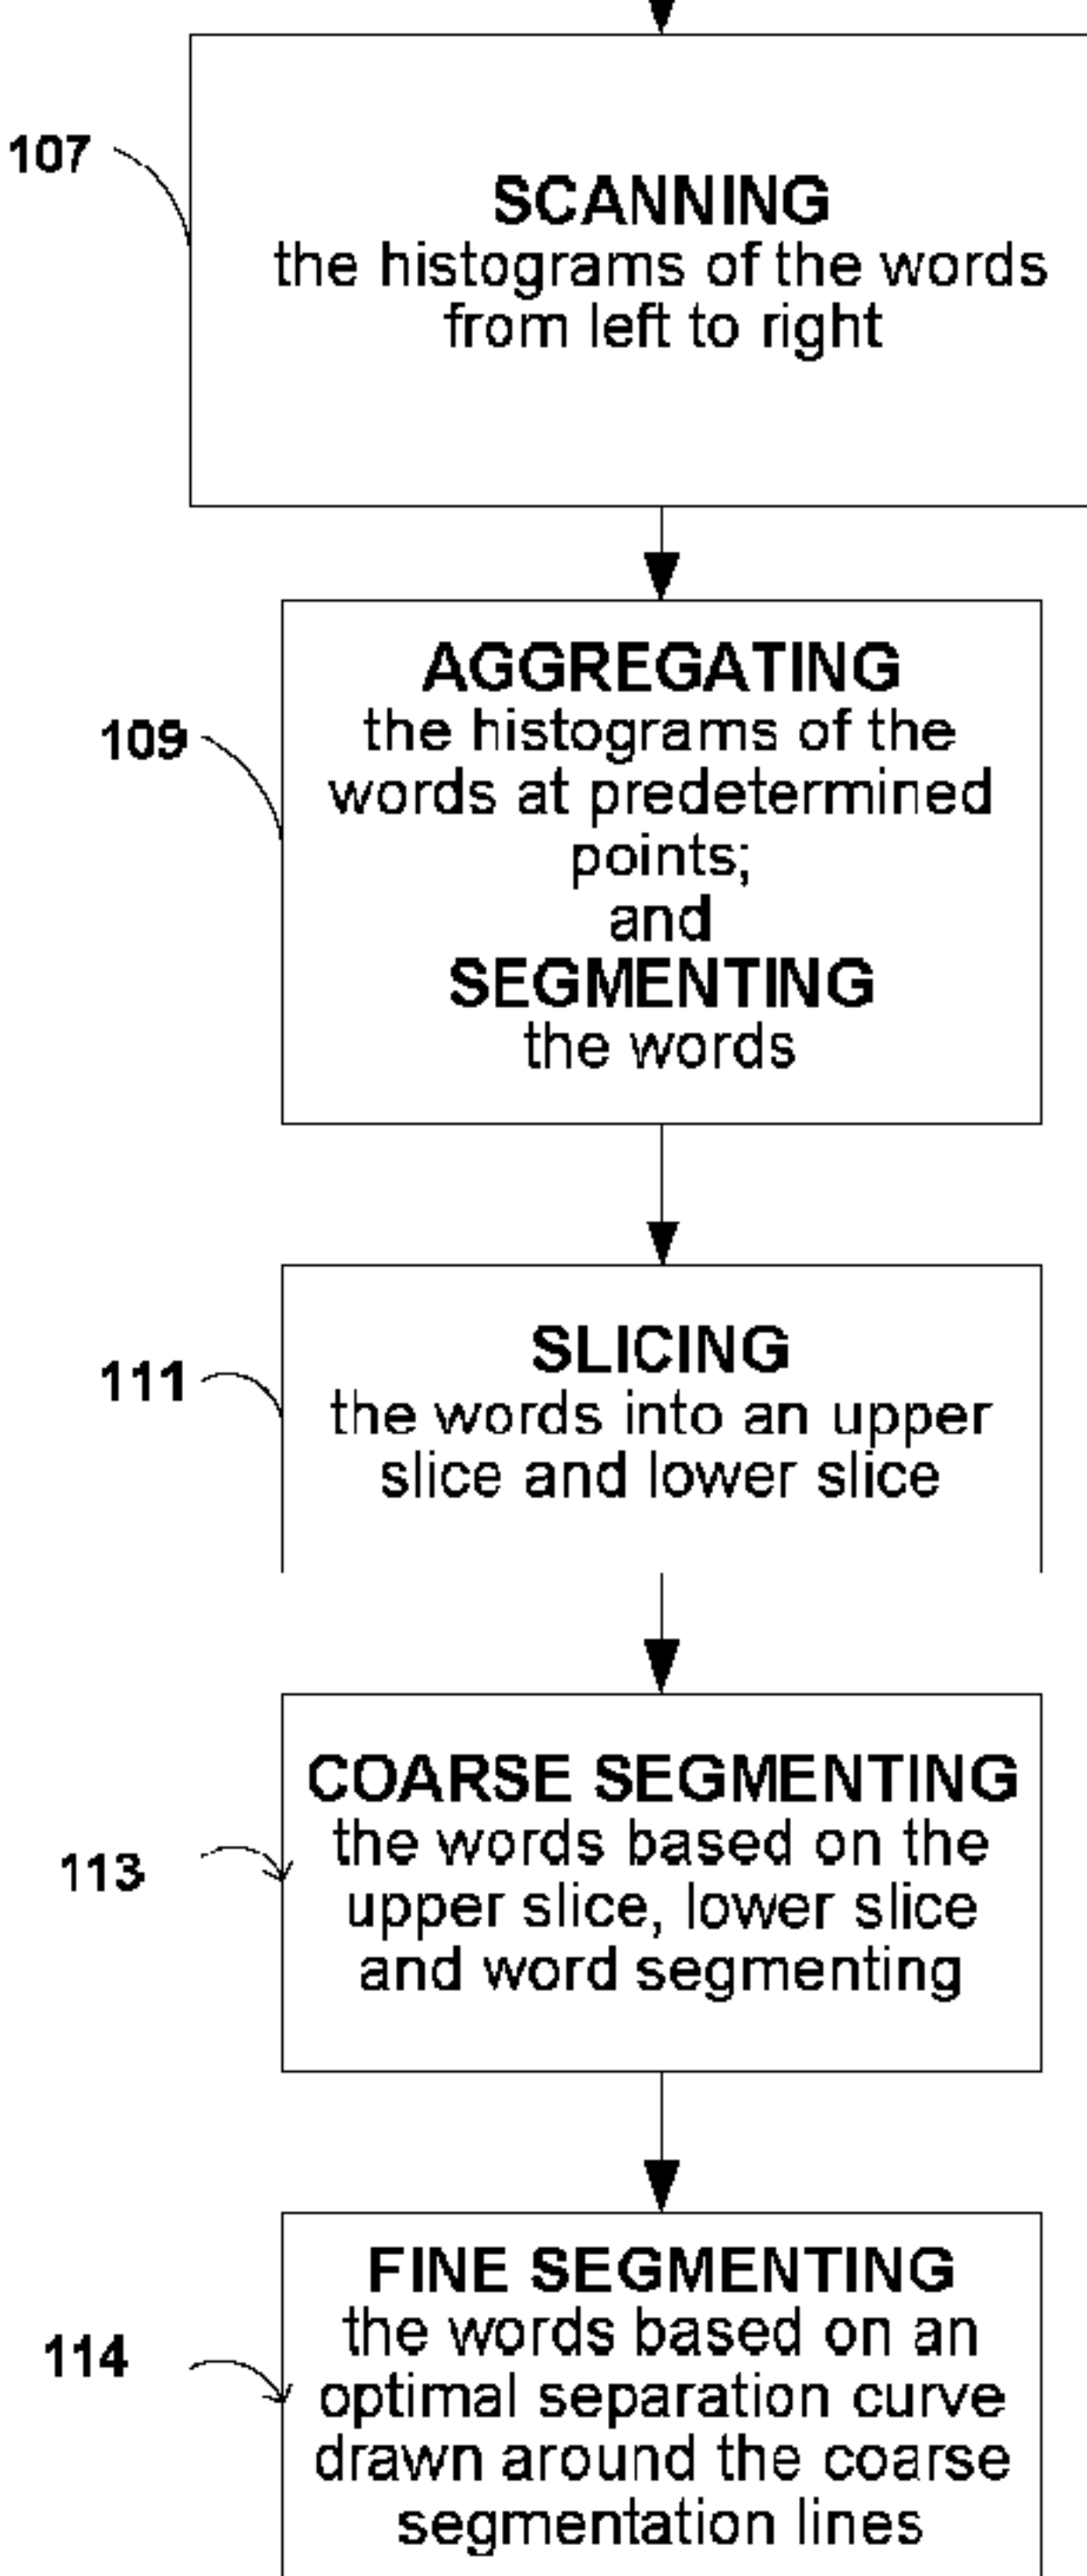 107
SCANNING
the histograms of the words
from left to right
109
AGGREGATING
the histograms of the
words at predetermined
points;
and
SEGMENTING
the words
111
SLICING
the words into an upper
slice and lower slice
113
COARSE SEGMENTING
the words based on the
upper slice, lower slice
and word segmenting
114
FINE SEGMENTING
the words based on an
optimal separation curve
drawn around the coarse
segmentation lines